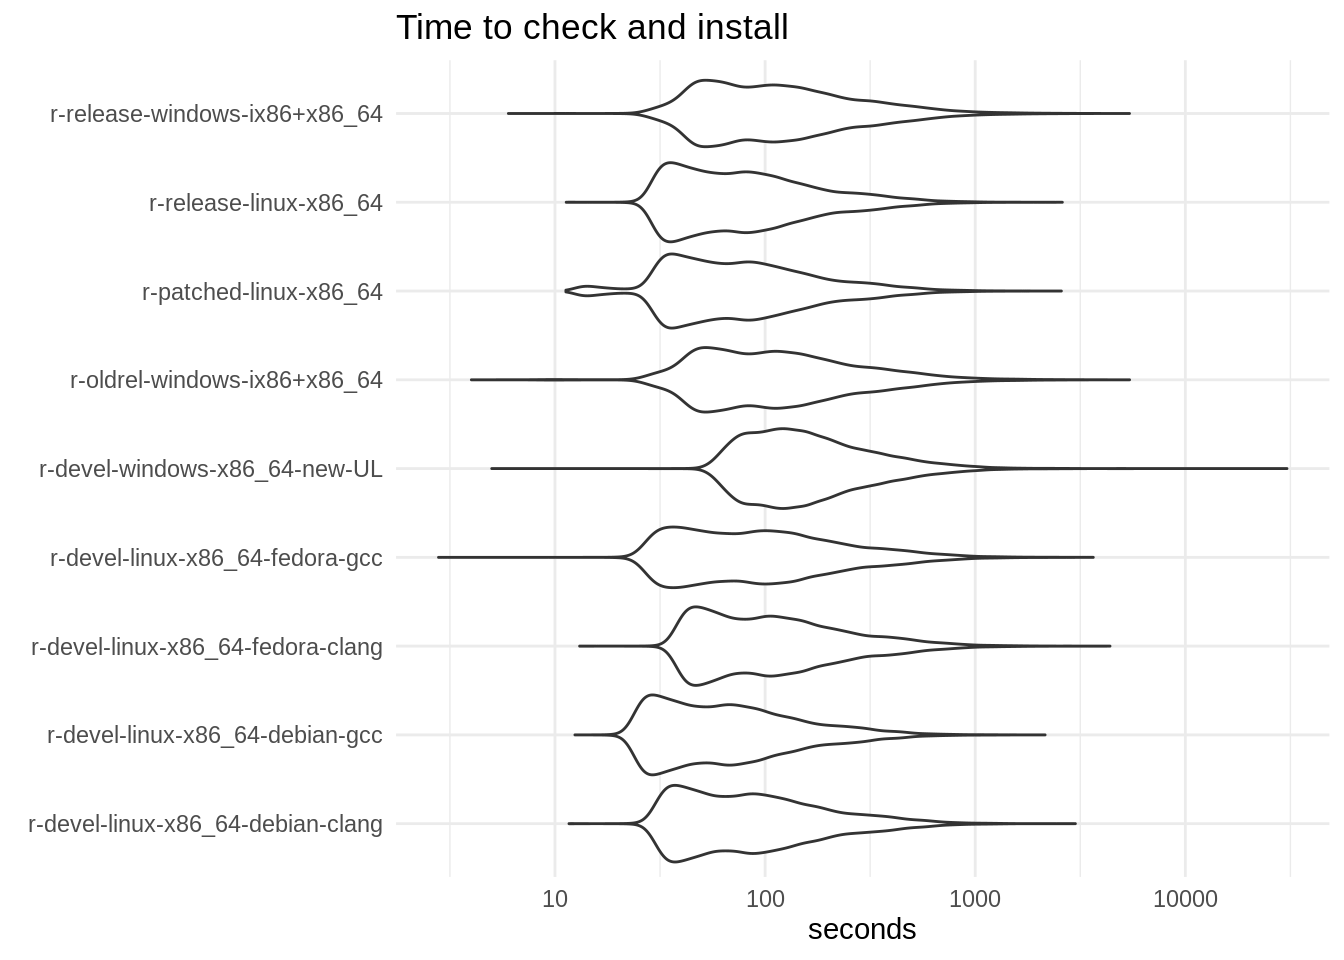 Time to check and install
r-release-windows-ix86+x86_64
r-release-linux-x86_64
r-patched-linux-x86_64
r-oldrel-windows-ix86+x86_64
r-devel-windows-x86_64-new-UL
r-devel-linux-x86_64-fedora-gcc
r-devel-linux-x86_64-fedora-clang
r-devel-linux-x86_64-debian-gcc
r-devel-linux-x86_64-debian-clang
10 100 1000 10000
seconds